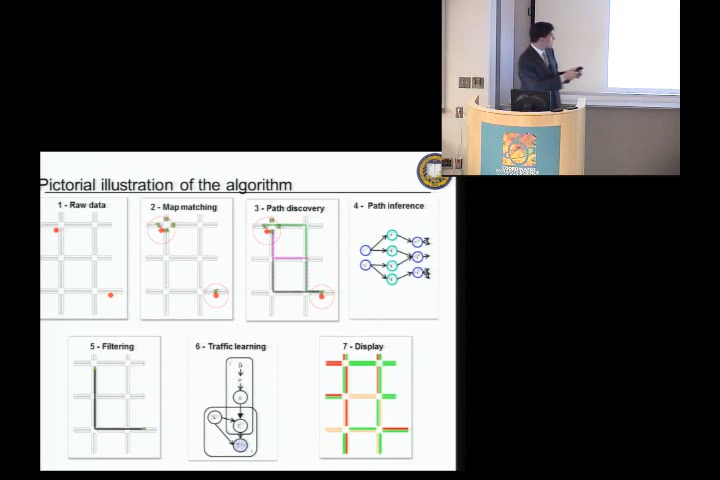 Pictorial illustration of the algorithm
1 - Raw data
2 - Map matching
3 - Path discovery
4 - Path inference
5 - Filtering
6 - Traffic learning
7 - Display
COORDINATED